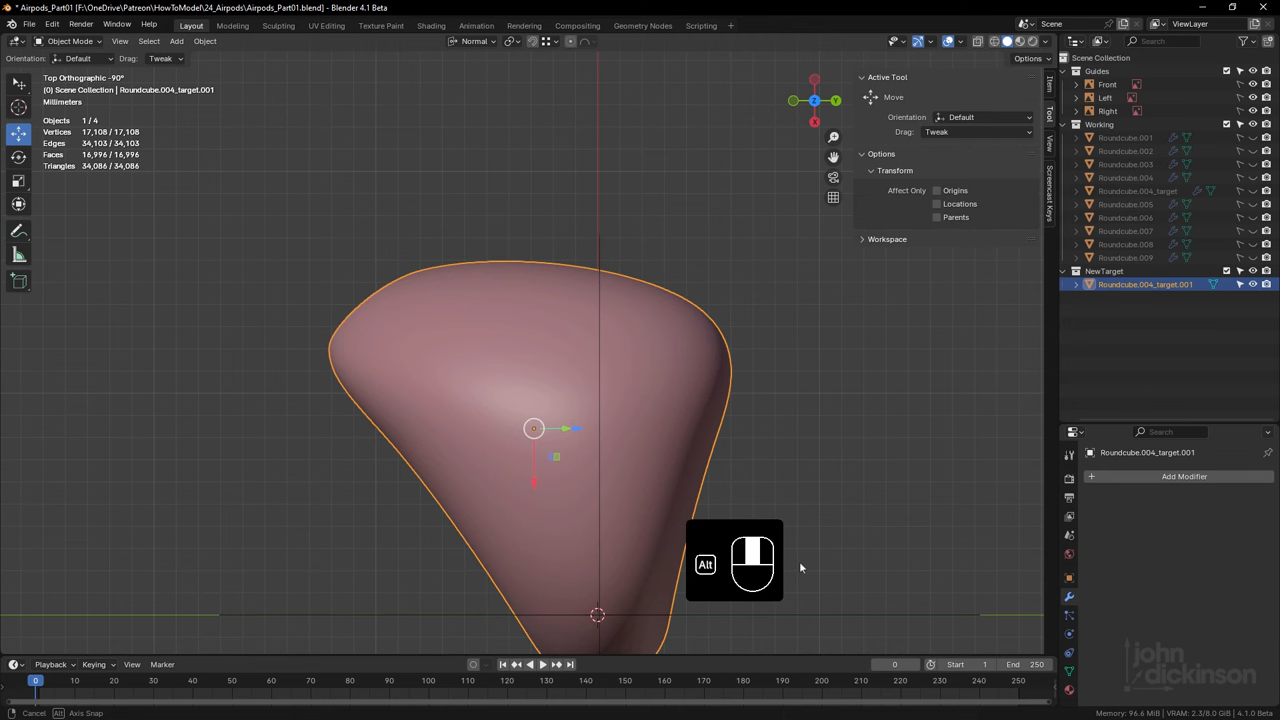 * Airpods_Part01 [F:\OneDrive\Patreon\HowToModel\24_Airpods\Airpods_Part01.blend] - Blender 4.1.0 Beta
File Edit Render Window Help
Layout Modeling Sculpting UV Editing Texture Paint Shading Animation Rendering Compositing Geometry Nodes Scripting
Scene
ViewLayer
Object Mode View Select Add Object
Normal
Search
Orientation: Default Drag: Tweak
Options
Top Orthographic -90°
(0) Scene Collection | Roundcube.004_target.001
Millimeters
Objects 1 / 4
Vertices 17,108 / 17,108
Edges 34,103 / 34,103
Faces 16,996 / 16,996
Triangles 34,086 / 34,086
Z
Y
X
Active Tool
Move
Orientation Default
Drag: Tweak
Options
Transform
Affect Only Origins
Locations
Parents
Workspace
Item
Tool
View
Screencast Keys
Scene Collection
Guides
Front
Left
Right
Working
Roundcube.001
Roundcube.002
Roundcube.003
Roundcube.004
Roundcube.004_target
Roundcube.005
Roundcube.006
Roundcube.007
Roundcube.008
Roundcube.009
NewTarget
Roundcube.004_target.001
Search
Roundcube.004_target.001
Add Modifier
Alt
Playback Keying View Marker
0
Start 1
End 250
0 10 20 30 40 50 60 70 80 90 100 110 120 130 140 150 160 170 180 190 200 210 220 230 240 250
Cancel Alt Axis Snap
john
dickinson
Memory: 96.6 MiB | VRAM: 2.3/8.0 GiB | 4.1.0 Beta